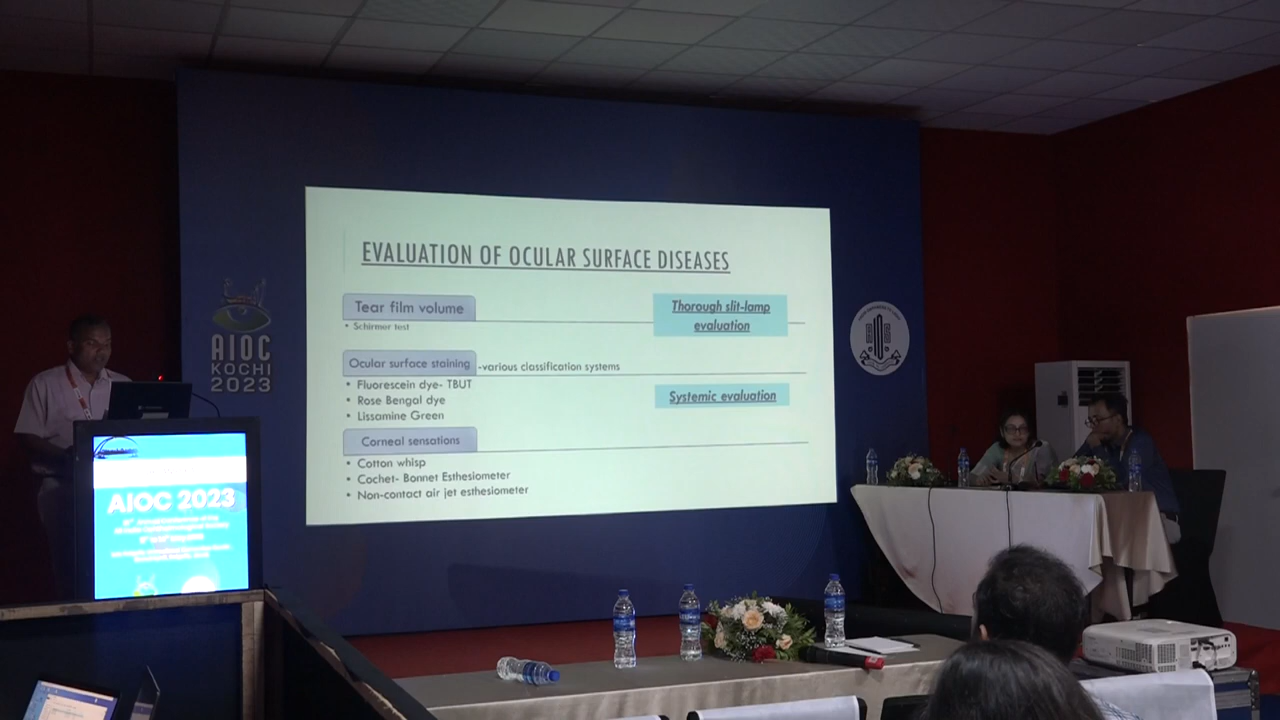 EVALUATION OF OCULAR SURFACE DISEASES
Tear film volume
• Schirmer test
Ocular surface staining -various classification systems
• Fluorescein dye- TBUT
• Rose Bengal dye
• Lissamine Green
Corneal sensations
• Cotton whisp
• Cochet- Bonnet Esthesiometer
• Non-contact air jet esthesiometer
Thorough slit-lamp
evaluation
Systemic evaluation
AIOC
KOCHI
2023
AIOC 2023